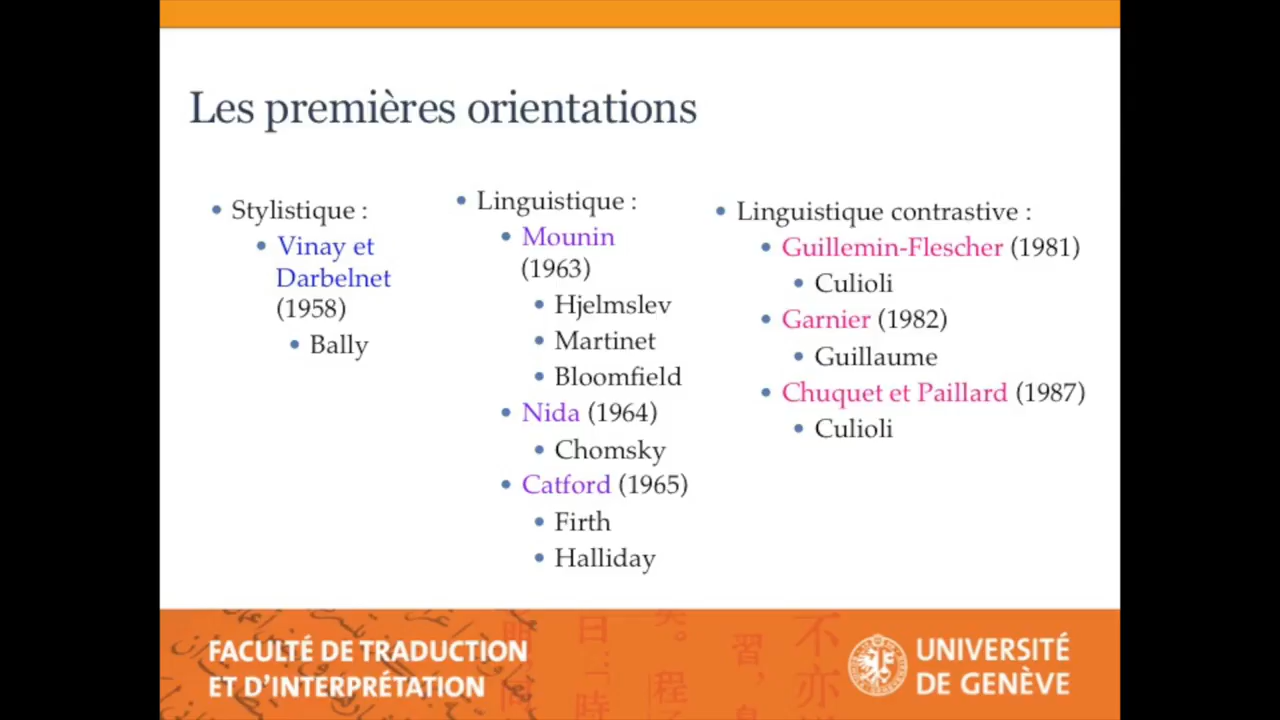 Les premières orientations
• Stylistique :
• Vinay et
Darbelnet
(1958)
• Bally
• Linguistique :
• Mounin
(1963)
• Hjelmslev
• Martinet
• Bloomfield
• Nida (1964)
• Chomsky
• Catford (1965)
• Firth
• Halliday
• Linguistique contrastive :
• Guillemin-Flescher (1981)
• Culioli
• Garnier (1982)
• Guillaume
• Chuquet et Paillard (1987)
• Culioli
FACULTÉ DE TRADUCTION
ET D'INTERPRÉTATION
UNIVERSITÉ
DE GENÈVE